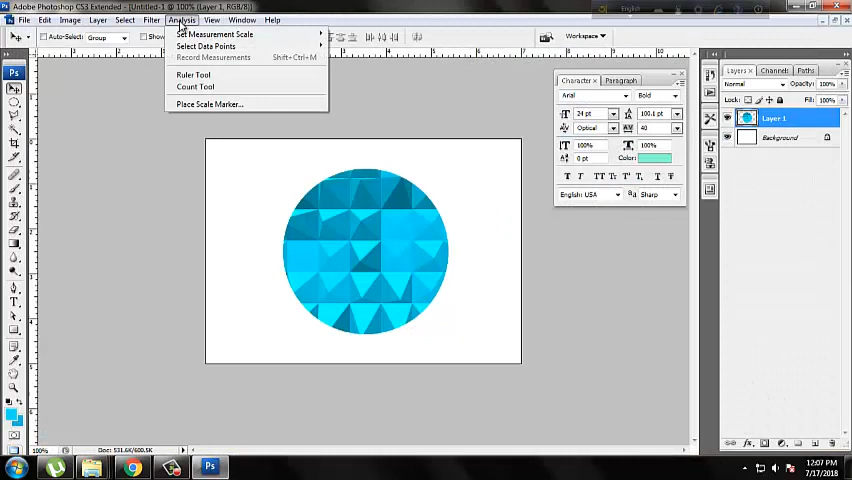 Adobe Photoshop CS3 Extended - [Untitled-1 @ 100% (Layer 1, RGB/8)]
English
File Edit Image Layer Select Filter Analysis View Window Help
Auto-Select: Group Show
Workspace
Set Measurement Scale
Select Data Points
Record Measurements Shift+Ctrl+M
Ruler Tool
Count Tool
Place Scale Marker...
Character Paragraph
Arial Bold
24 pt 100.1 pt
Optical 40
100% 100%
0 pt Color:
English: USA Sharp
Layers Channels Paths
Normal Opacity: 100%
Lock: Fill: 100%
Layer 1
Background
100% Doc: 531.6K/600.5K
12:07 PM
7/17/2018